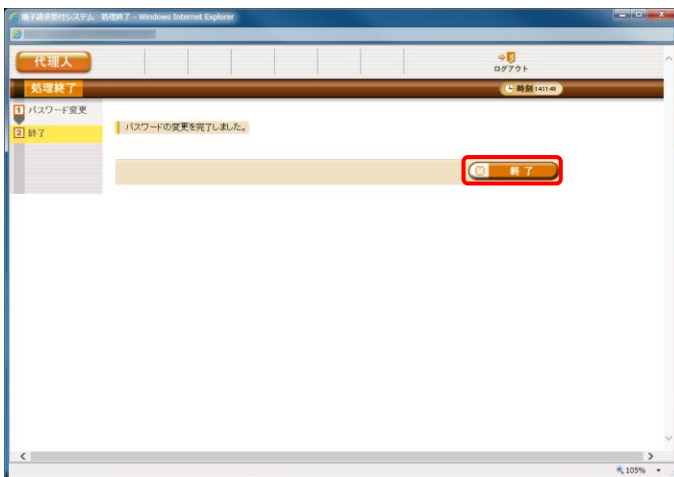 電子請求受付システム 処理終了 - Windows Internet Explorer
代理人
ログアウト
処理終了
時刻 14:11:49
1 パスワード変更
2 終了
パスワードの変更を完了しました。
終 了
105%